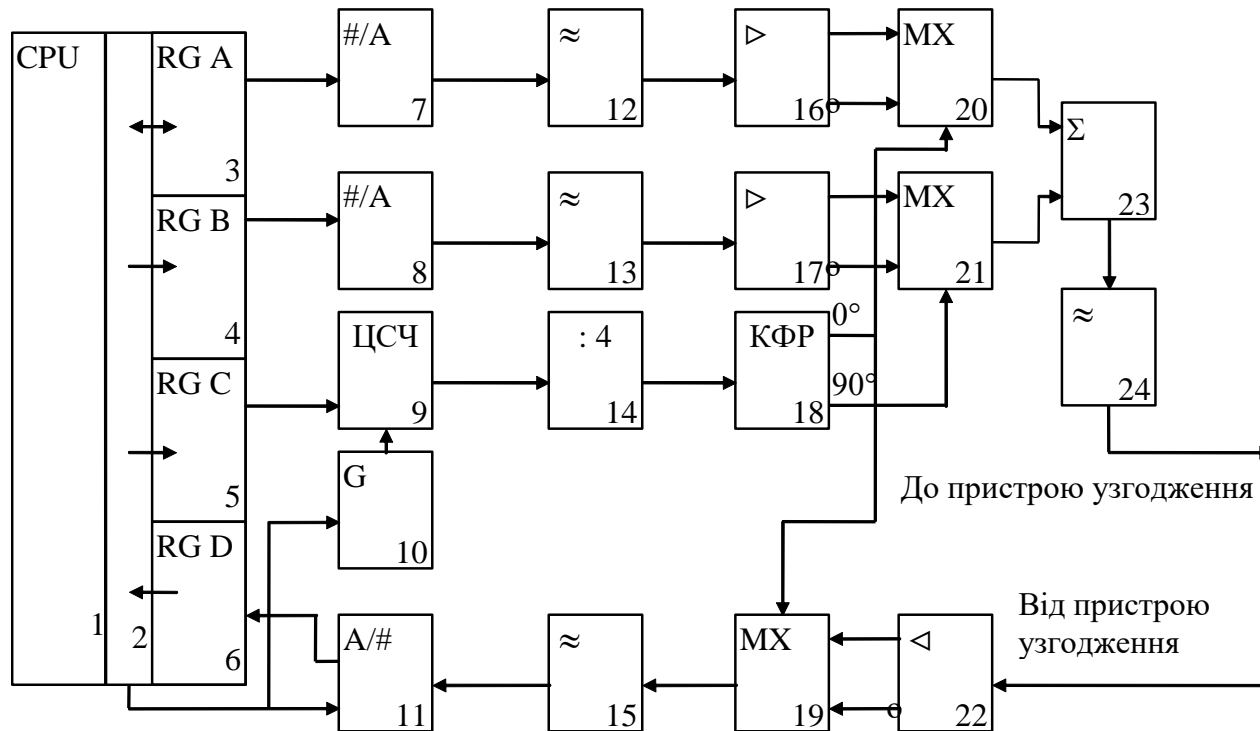 CPU
1
2
RG A
3
RG B
4
RG C
5
RG D
6
#/A
7
≈
12
▷
16
MX
20
Σ
23
#/A
8
≈
13
▷
17
MX
21
ЦСЧ
9
: 4
14
КФР
18
0°
90°
≈
24
G
10
До пристрою узгодження
A/#
11
≈
15
MX
19
◁
22
Від пристрою
узгодження